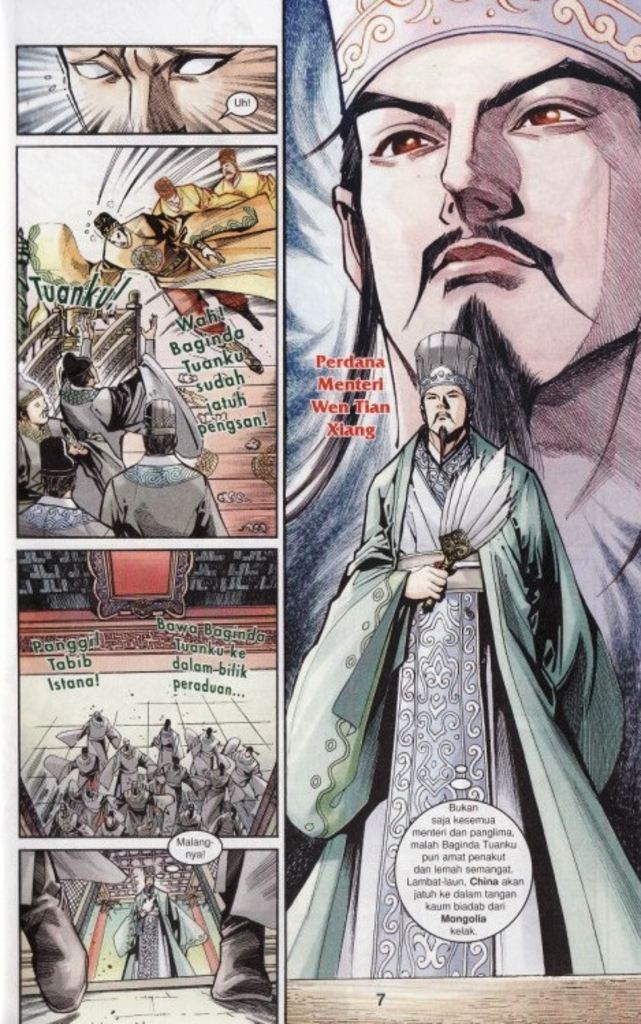 Uh!
Tuanku!
Wah!
Baginda
Tuanku
sudah
jatuh
pengsan!
Panggil
Tabib
Istana!
Bawa Baginda
Tuanku ke
dalam bilik
peraduan...
Malang-
nya!
Perdana
Menteri
Wen Tian
Xiang
Bukan
saja kesemua
menteri dan panglima,
malah Baginda Tuanku
pun amat penakut
dan lemah semangat.
Lambat-laun, China akan
jatuh ke dalam tangan
kaum biadab dari
Mongolia
kelak.
7